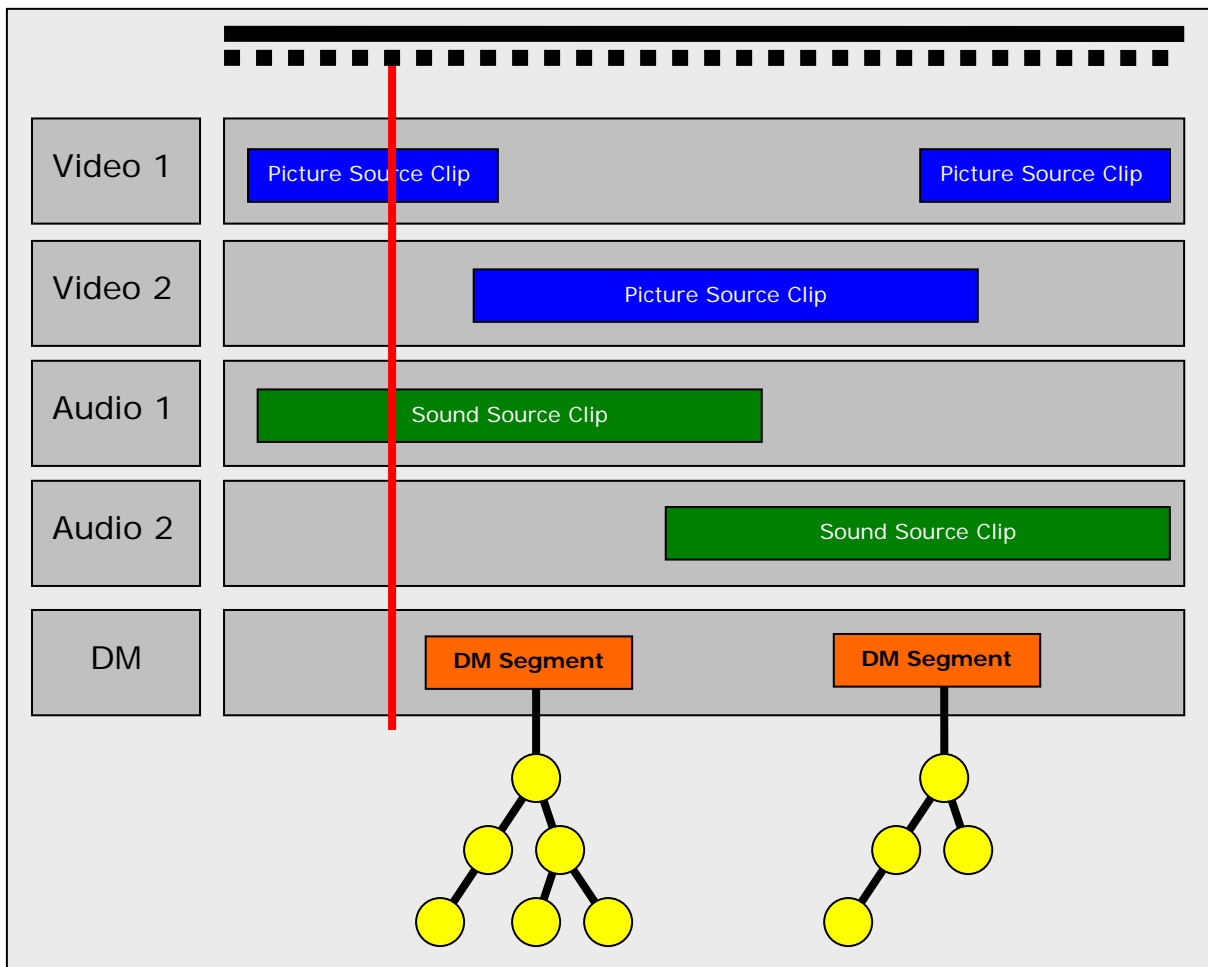 Video 1
Picture Source Clip
Picture Source Clip
Video 2
Picture Source Clip
Audio 1
Sound Source Clip
Audio 2
Sound Source Clip
DM
DM Segment
DM Segment